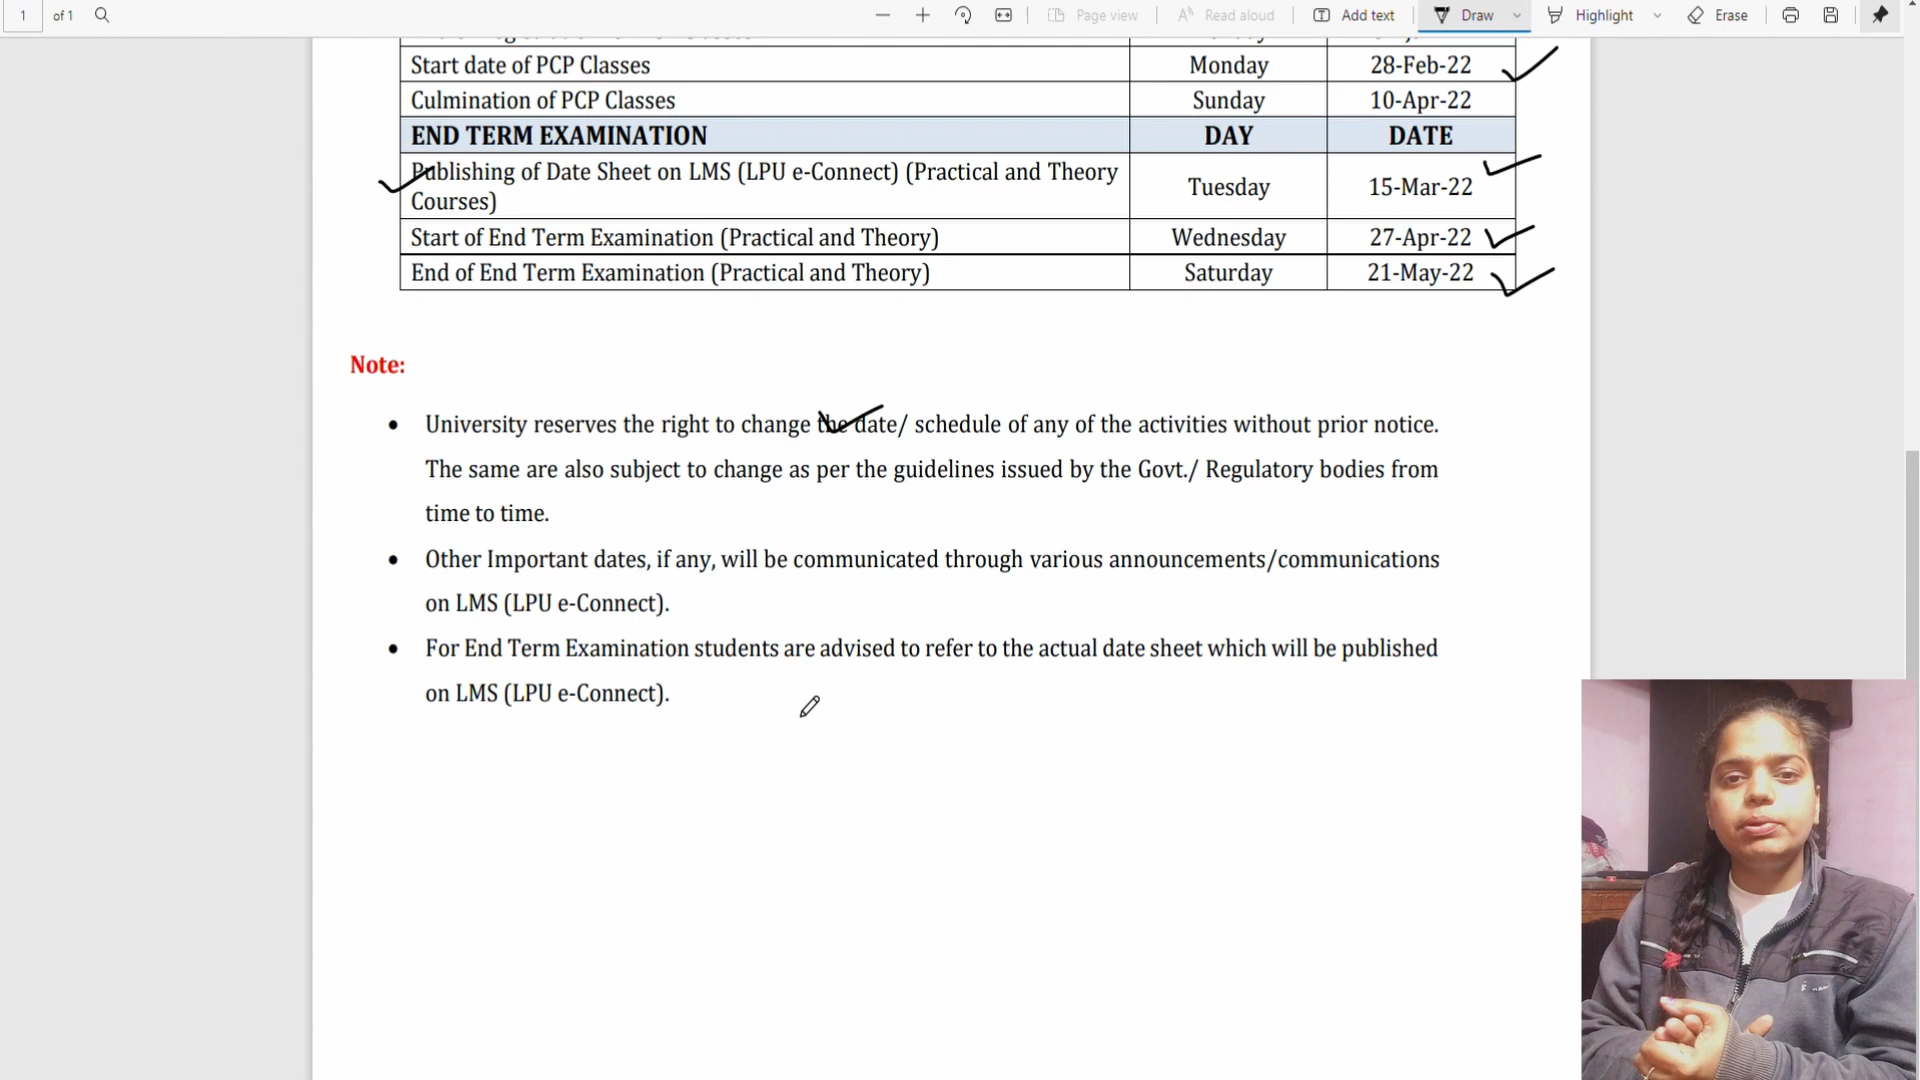 1 of 1 Page view Read aloud Add text Draw Highlight Erase
Start date of PCP Classes Monday 28-Feb-22
Culmination of PCP Classes Sunday 10-Apr-22
END TERM EXAMINATION DAY DATE
Publishing of Date Sheet on LMS (LPU e-Connect) (Practical and Theory
Courses) Tuesday 15-Mar-22
Start of End Term Examination (Practical and Theory) Wednesday 27-Apr-22
End of End Term Examination (Practical and Theory) Saturday 21-May-22
Note:
• University reserves the right to change the date/ schedule of any of the activities without prior notice.
The same are also subject to change as per the guidelines issued by the Govt./ Regulatory bodies from
time to time.
• Other Important dates, if any, will be communicated through various announcements/communications
on LMS (LPU e-Connect).
• For End Term Examination students are advised to refer to the actual date sheet which will be published
on LMS (LPU e-Connect).